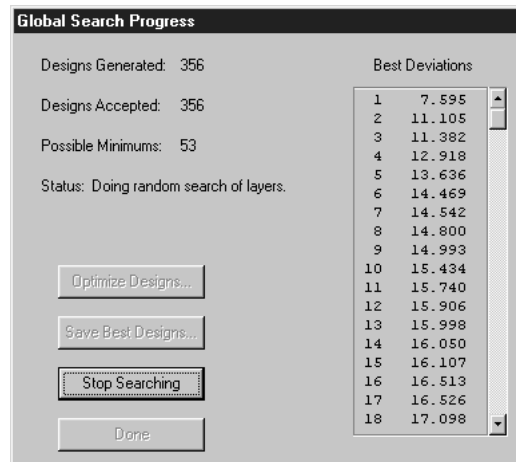 Global Search Progress
Designs Generated: 356
Designs Accepted: 356
Possible Minimums: 53
Status: Doing random search of layers.
Optimize Designs...
Save Best Designs...
Stop Searching
Done
Best Deviations
1 7.595
2 11.105
3 11.382
4 12.918
5 13.636
6 14.469
7 14.542
8 14.800
9 14.993
10 15.434
11 15.740
12 15.906
13 15.998
14 16.050
15 16.107
16 16.513
17 16.526
18 17.098